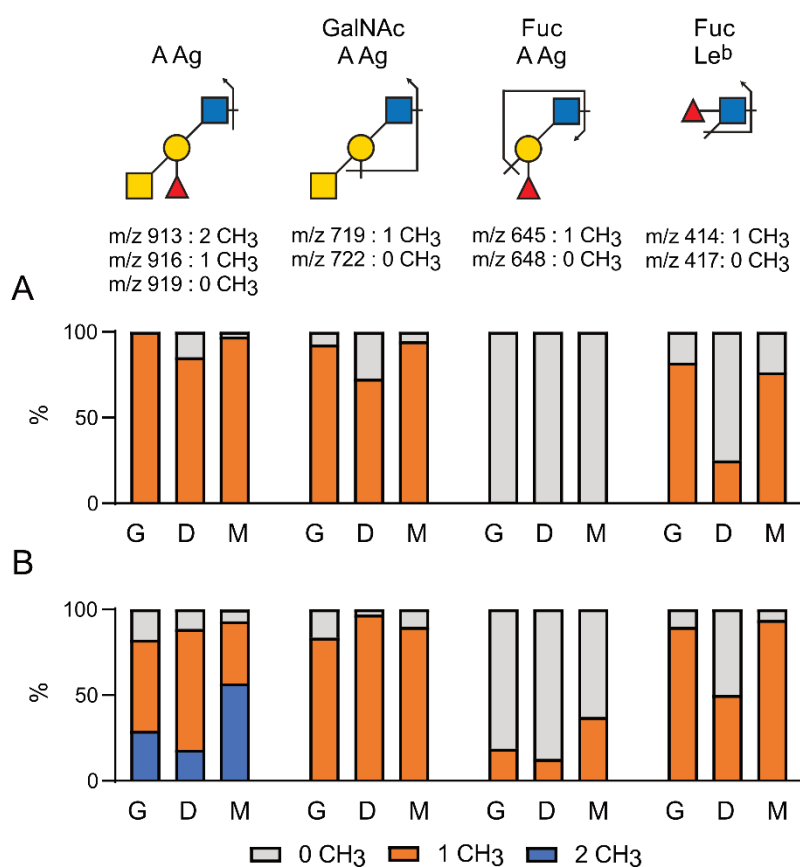 A Ag
GalNAc
A Ag
Fuc
A Ag
Fuc
Leᵇ
m/z 913 : 2 CH₃
m/z 916 : 1 CH₃
m/z 919 : 0 CH₃
m/z 719 : 1 CH₃
m/z 722 : 0 CH₃
m/z 645 : 1 CH₃
m/z 648 : 0 CH₃
m/z 414: 1 CH₃
m/z 417: 0 CH₃
A
100
50
0
%
G D M G D M G D M G D M
B
100
50
0
%
G D M G D M G D M G D M
0 CH₃ 1 CH₃ 2 CH₃